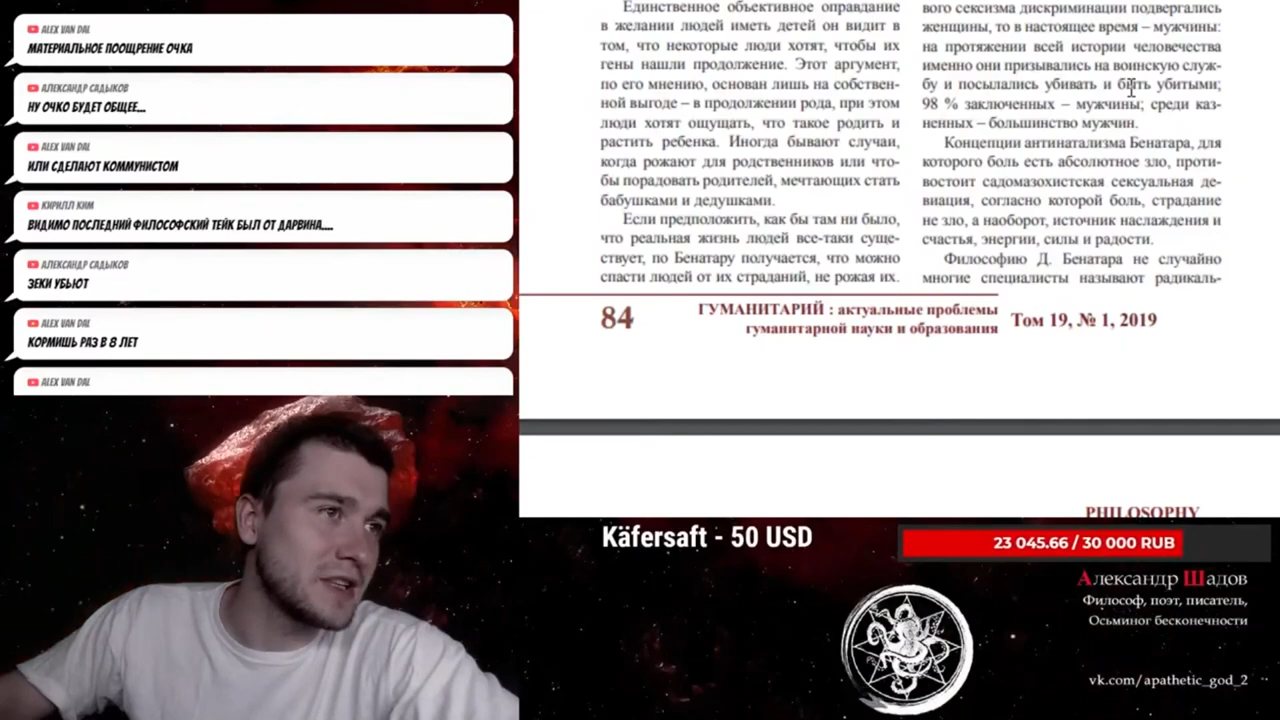 ALEX VAN DAL
МАТЕРИАЛЬНОЕ ПООЩРЕНИЕ ОЧКА
АЛЕКСАНДР САДЫКОВ
НУ ОЧКО БУДЕТ ОБЩЕЕ...
ALEX VAN DAL
ИЛИ СДЕЛАЮТ КОММУНИСТОМ
КИРИЛЛ КИМ
ВИДИМО ПОСЛЕДНИЙ ФИЛОСОФСКИЙ ТЕЙК БЫЛ ОТ ДАРВИНА....
АЛЕКСАНДР САДЫКОВ
ЗЕКИ УБЬЮТ
ALEX VAN DAL
КОРМИШЬ РАЗ В 8 ЛЕТ
ALEX VAN DAL
Единственное объективное оправдание
в желании людей иметь детей он видит в
том, что некоторые люди хотят, чтобы их
гены нашли продолжение. Этот аргумент,
по его мнению, основан лишь на собствен-
ной выгоде – в продолжении рода, при этом
люди хотят ощущать, что такое родить и
растить ребенка. Иногда бывают случаи,
когда рожают для родственников или что-
бы порадовать родителей, мечтающих стать
бабушками и дедушками.
Если предположить, как бы там ни было,
что реальная жизнь людей все-таки суще-
ствует, по Бенатару получается, что можно
спасти людей от их страданий, не рожая их.
вого сексизма дискриминации подвергались
женщины, то в настоящее время – мужчины:
на протяжении всей истории человечества
именно они призывались на воинскую служ-
бу и посылались убивать и быть убитыми;
98 % заключенных – мужчины; среди каз-
ненных – большинство мужчин.
Концепции антинатализма Бенатара, для
которого боль есть абсолютное зло, проти-
востоит садомазохистская сексуальная де-
виация, согласно которой боль, страдание
не зло, а наоборот, источник наслаждения и
счастья, энергии, силы и радости.
Философию Д. Бенатара не случайно
многие специалисты называют радикаль-
84
ГУМАНИТАРИЙ : актуальные проблемы
гуманитарной науки и образования
Том 19, № 1, 2019
PHILOSOPHY
Käfersaft - 50 USD
23 045.66 / 30 000 RUB
Александр Шадов
Философ, поэт, писатель,
Осьминог бесконечности
vk.com/apathetic_god_2